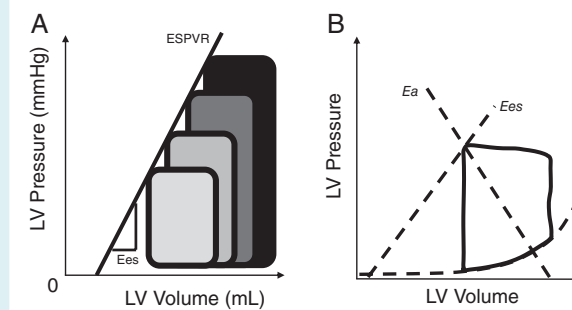 A
ESPVR
LV Pressure (mmHg)
Ees
0
LV Volume (mL)
B
Ea
Ees
LV Pressure
LV Volume